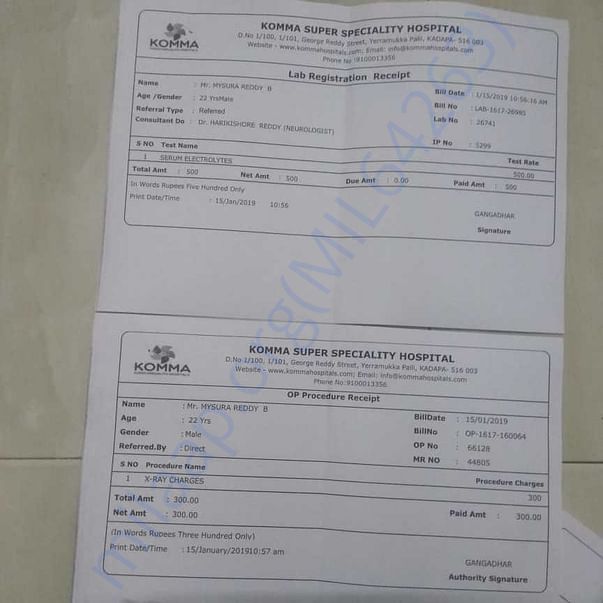 KOMMA
KOMMA SUPER SPECIALITY HOSPITAL
D.No 1/100, 1/101, George Reddy Street, Yerramukka Palli, KADAPA- 516 003
Website - www.kommahospitals.com; Email: info@kommahospitals.com
Phone No :9100013356
Lab Registration Receipt
Name : Mr. MYSURA REDDY B Bill Date : 1/15/2019 10:56:16 AM
Age /Gender : 22 YrsMale Bill No : LAB-1617-26985
Referral Type : Referred Lab No : 26741
Consultant Do : Dr. HARIKISHORE REDDY (NEUROLOGIST)
IP No : 5299
S NO Test Name Test Rate
1 SERUM ELECTROLYTES 500.00
Total Amt : 500 Net Amt : 500 Due Amt : 0.00 Paid Amt : 500
In Words Rupees Five Hundred Only
Print Date/Time : 15/Jan/2019 10:56
GANGADHAR
Signature
KOMMA
KOMMA SUPER SPECIALITY HOSPITAL
D.No 1/100, 1/101, George Reddy Street, Yerramukka Palli, KADAPA- 516 003
Website - www.kommahospitals.com; Email: info@kommahospitals.com
Phone No:9100013356
OP Procedure Receipt
Name : Mr. MYSURA REDDY B BillDate : 15/01/2019
Age : 22 Yrs BillNo : OP-1617-160064
Gender : Male OP No : 66128
Referred.By : Direct MR NO : 44805
S NO Procedure Name Procedure Charges
1 X-RAY CHARGES 300
Total Amt : 300.00
Net Amt : 300.00 Paid Amt : 300.00
(In Words Rupees Three Hundred Only)
Print Date/Time : 15/January/201910:57 am
GANGADHAR
Authority Signature